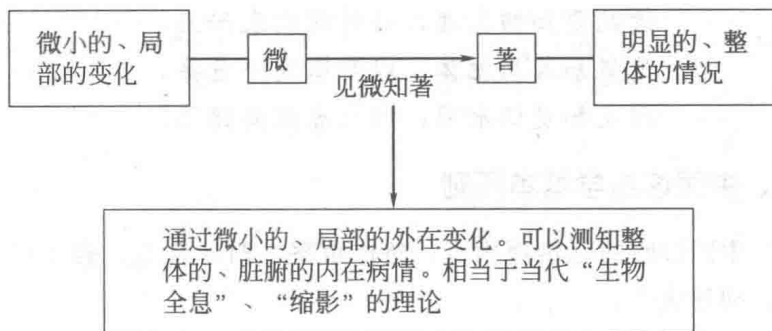 微小的、局
部的变化
微
见微知著
著
明显的、整
体的情况
通过微小的、局部的外在变化。可以测知整
体的、脏腑的内在病情。相当于当代“生物
全息”、“缩影”的理论